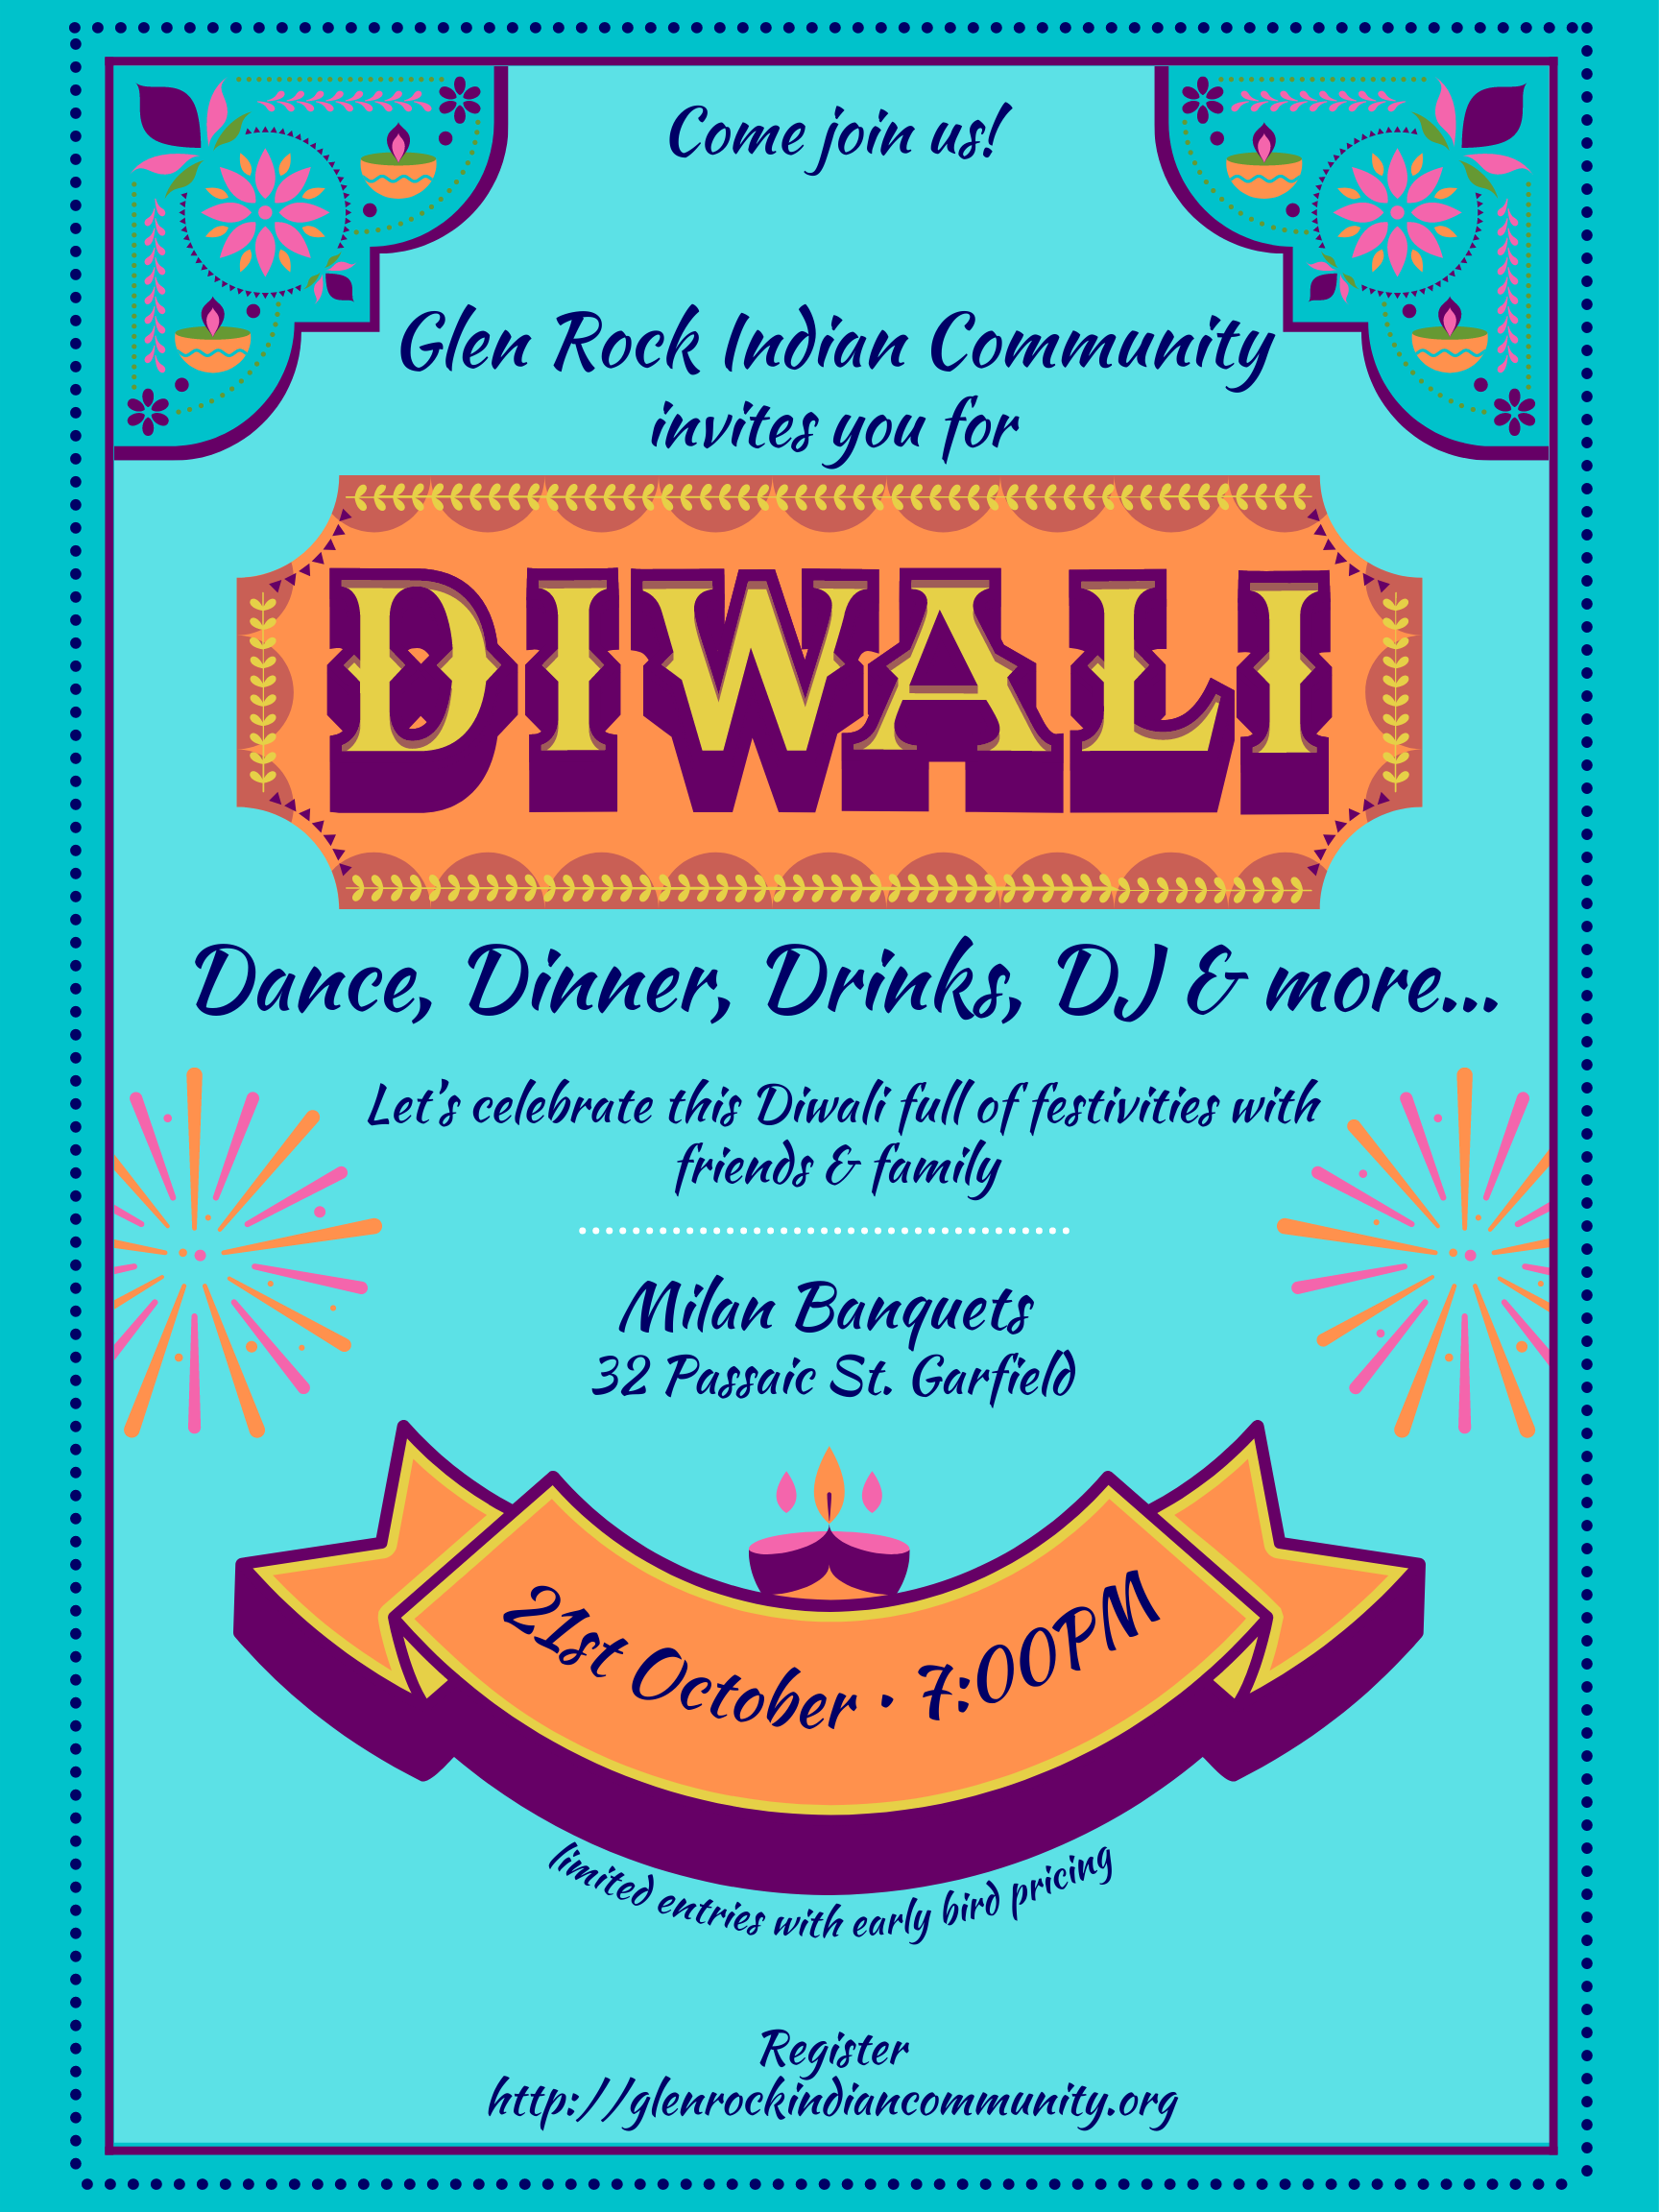 Come join us!
Glen Rock Indian Community
invites you for
DIWALI
Dance, Dinner, Drinks, DJ & more...
Let's celebrate this Diwali full of festivities with
friends & family
Milan Banquets
32 Passaic St. Garfield
21st October • 7:00PM
limited entries with early bird pricing
Register
http://glenrockindiancommunity.org